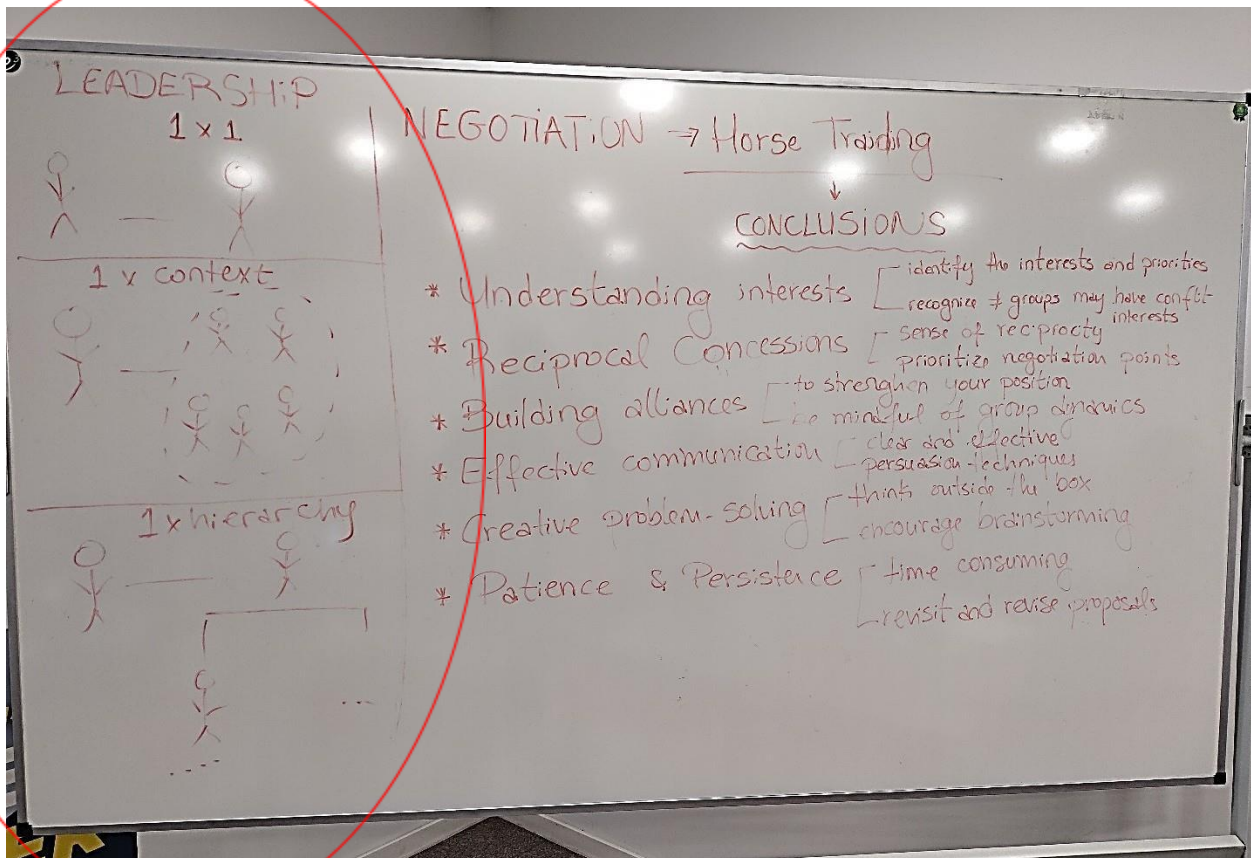 LEADERSHiP
1 x 1
1 x context
1 x hierarchy
...
....
NEGOTiATiON → Horse Traiding
↓
CONCLUSiONS
* Understanding interests
identify the interests and priorities
recognize ≠ groups may have conflit- interests
* Reciprocal Concessions
sense of reciprocty
prioritize negotiation points
* Building alliances
to strenghen your position
be mindful of group dinamics
* Effective communication
clear and effective
persuasion techniques
* Creative problem-solving
think outside the box
encourage brainstorming
* Patience & Persistence
time consuming
revisit and revise proposals